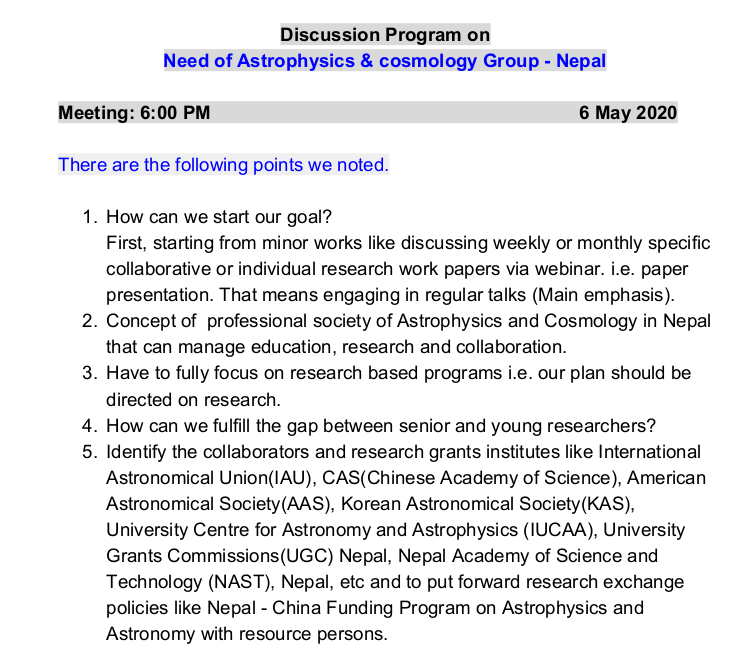 Discussion Program on
Need of Astrophysics & cosmology Group - Nepal
Meeting: 6:00 PM 6 May 2020
There are the following points we noted.
1. How can we start our goal?
First, starting from minor works like discussing weekly or monthly specific
collaborative or individual research work papers via webinar. i.e. paper
presentation. That means engaging in regular talks (Main emphasis).
2. Concept of  professional society of Astrophysics and Cosmology in Nepal
that can manage education, research and collaboration.
3. Have to fully focus on research based programs i.e. our plan should be
directed on research.
4. How can we fulfill the gap between senior and young researchers?
5. Identify the collaborators and research grants institutes like International
Astronomical Union(IAU), CAS(Chinese Academy of Science), American
Astronomical Society(AAS), Korean Astronomical Society(KAS),
University Centre for Astronomy and Astrophysics (IUCAA), University
Grants Commissions(UGC) Nepal, Nepal Academy of Science and
Technology (NAST), Nepal, etc and to put forward research exchange
policies like Nepal - China Funding Program on Astrophysics and
Astronomy with resource persons.